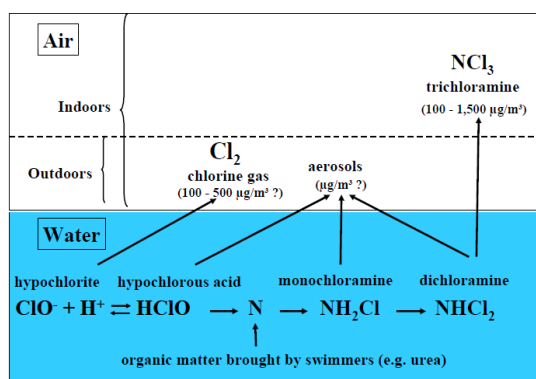 Air
NCl₃
trichloramine
(100 - 1,500 µg/m³)
Indoors
Cl₂
chlorine gas
(100 - 500 µg/m³ ?)
aerosols
(µg/m³ ?)
Outdoors
Water
hypochlorite hypochlorous acid monochloramine dichloramine
ClO⁻ + H⁺ ⇌ HClO → N → NH₂Cl → NHCl₂
organic matter brought by swimmers (e.g. urea)